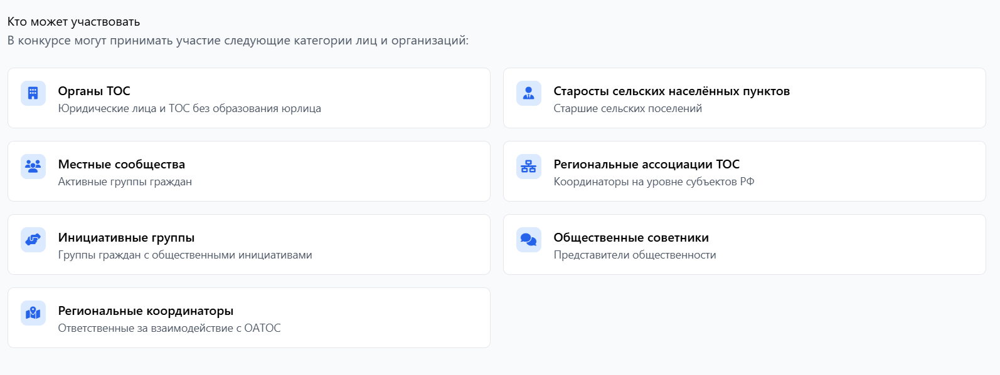 Кто может участвовать
В конкурсе могут принимать участие следующие категории лиц и организаций:
Органы ТОС
Юридические лица и ТОС без образования юрлица
Старосты сельских населённых пунктов
Старшие сельских поселений
Местные сообщества
Активные группы граждан
Региональные ассоциации ТОС
Координаторы на уровне субъектов РФ
Инициативные группы
Группы граждан с общественными инициативами
Общественные советники
Представители общественности
Региональные координаторы
Ответственные за взаимодействие с ОАТОС